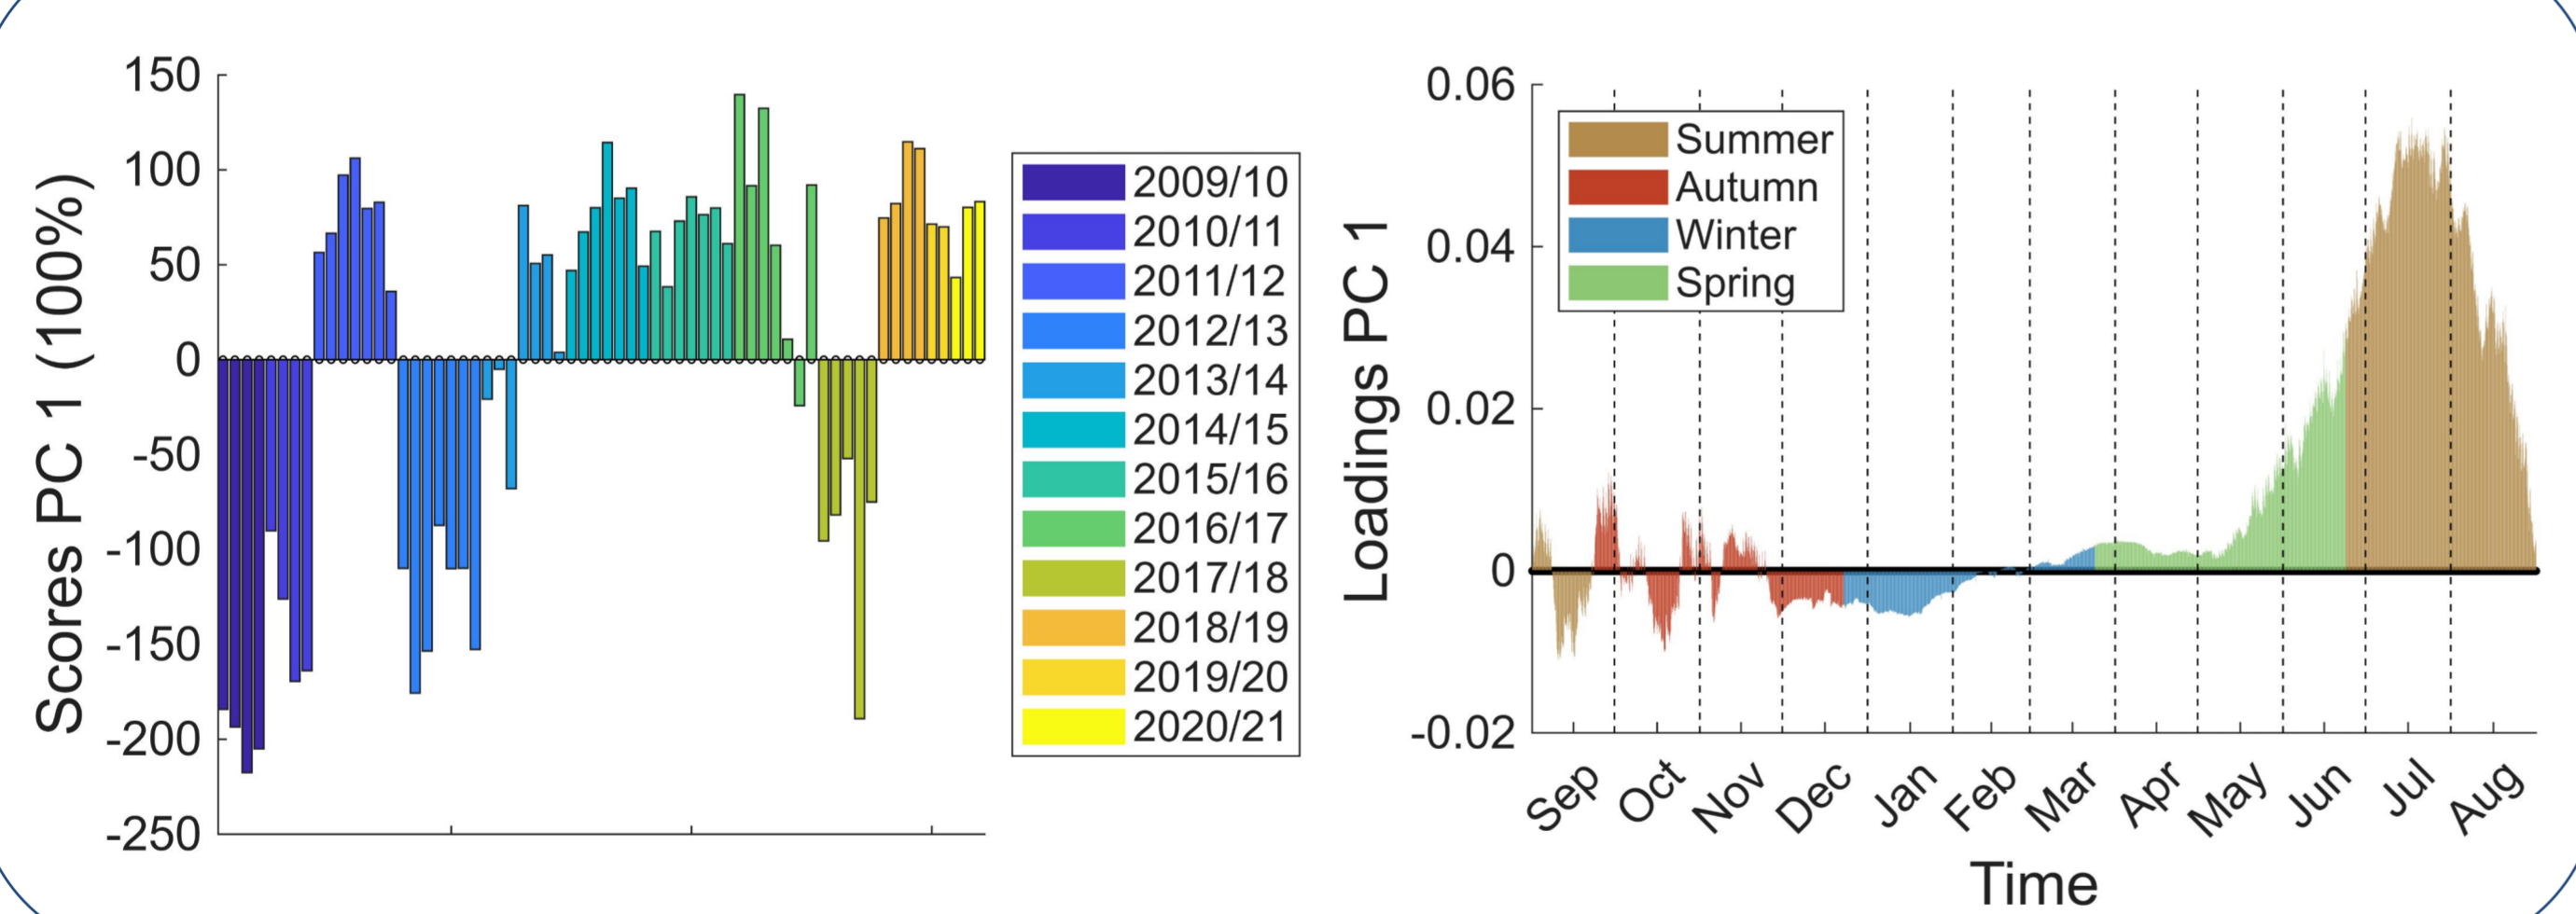 Scores PC 1 (100%)
150
100
50
0
-50
-100
-150
-200
-250
2009/10
2010/11
2011/12
2012/13
2013/14
2014/15
2015/16
2016/17
2017/18
2018/19
2019/20
2020/21
Loadings PC 1
0.06
0.04
0.02
0
-0.02
Summer
Autumn
Winter
Spring
Sep
Oct
Nov
Dec
Jan
Feb
Mar
Apr
May
Jun
Jul
Aug
Time